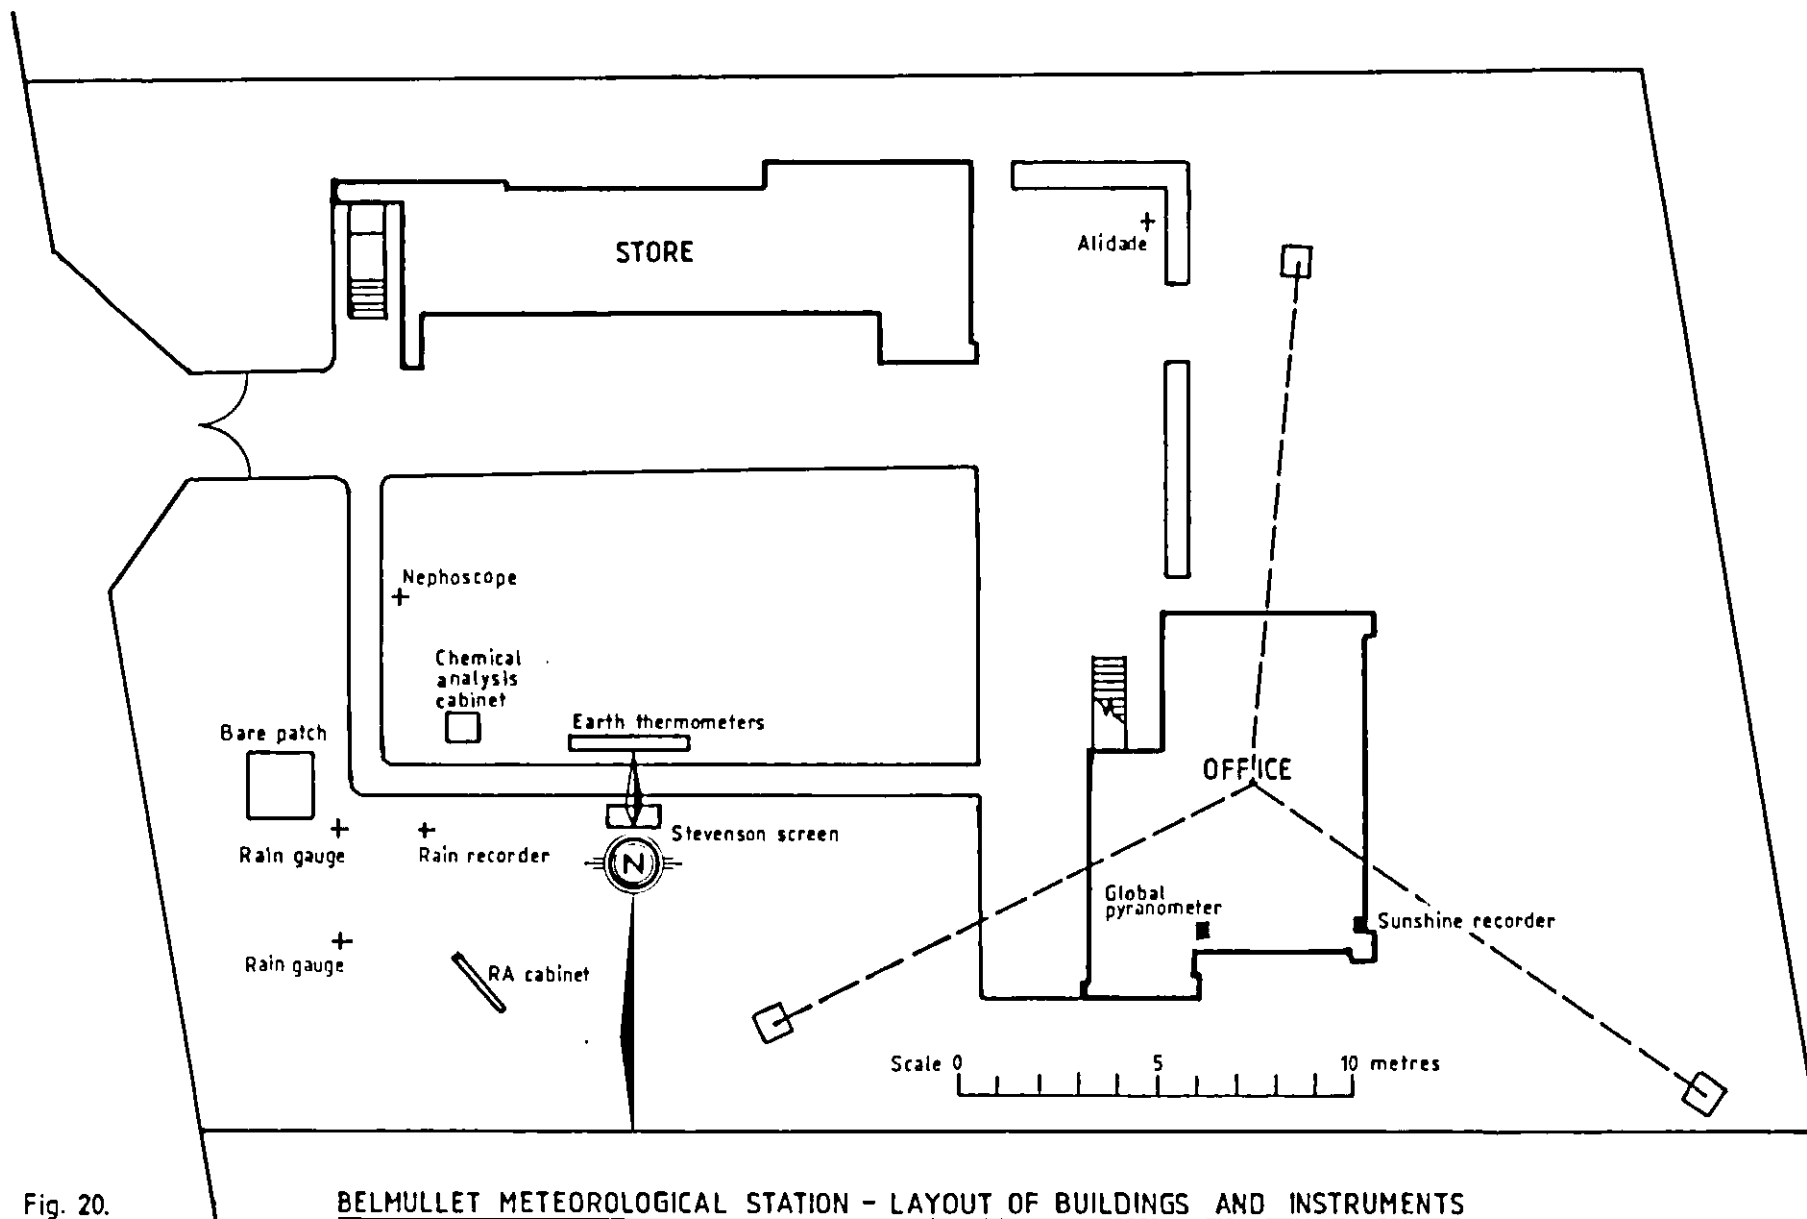 STORE
Alidade
Nephoscope
Chemical
analysis
cabinet
Earth thermometers
Bare patch
OFFICE
Stevenson screen
Rain gauge
Rain recorder
N
Global
pyranometer
Sunshine recorder
Rain gauge
RA cabinet
Scale 0 5 10 metres
Fig. 20.
BELMULLET METEOROLOGICAL STATION - LAYOUT OF BUILDINGS AND INSTRUMENTS